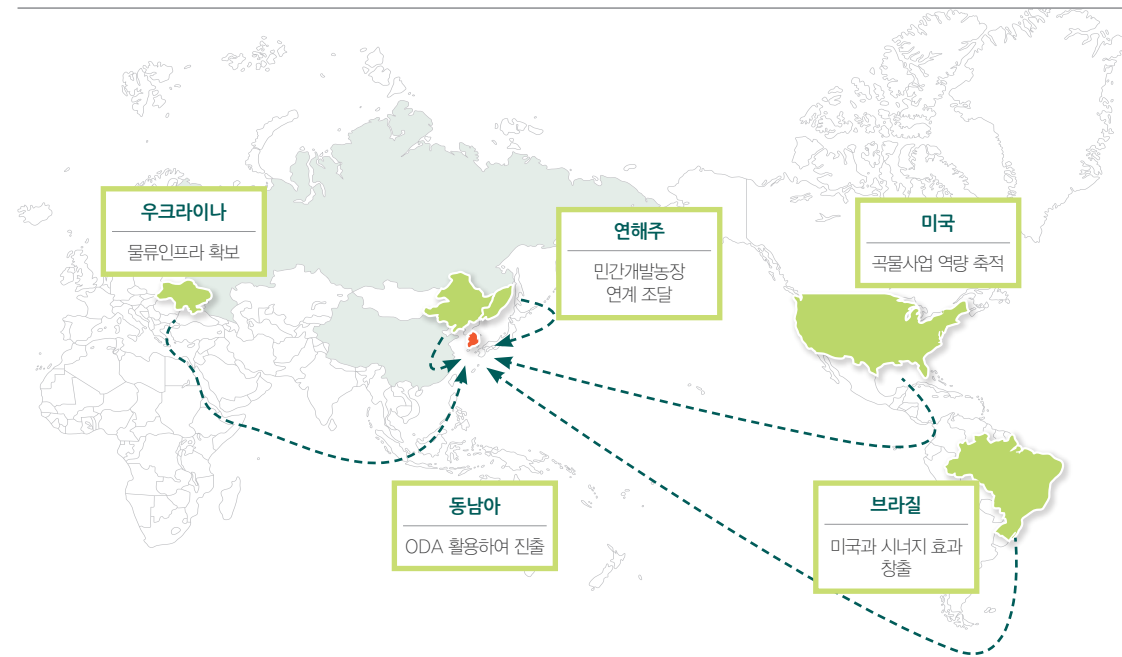 우크라이나
물류인프라 확보
연해주
민간개발농장
연계 조달
미국
곡물사업 역량 축적
동남아
ODA 활용하여 진출
브라질
미국과 시너지 효과
창출